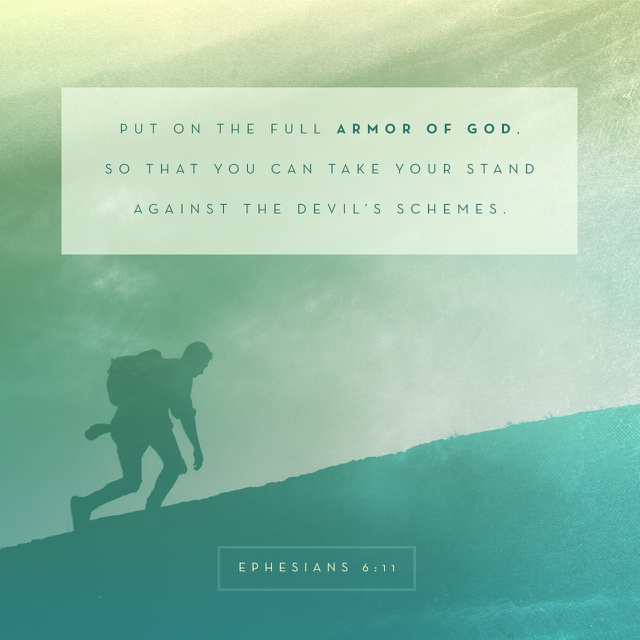 PUT ON THE FULL ARMOR OF GOD,
SO THAT YOU CAN TAKE YOUR STAND
AGAINST THE DEVIL'S SCHEMES.
EPHESIANS 6:11